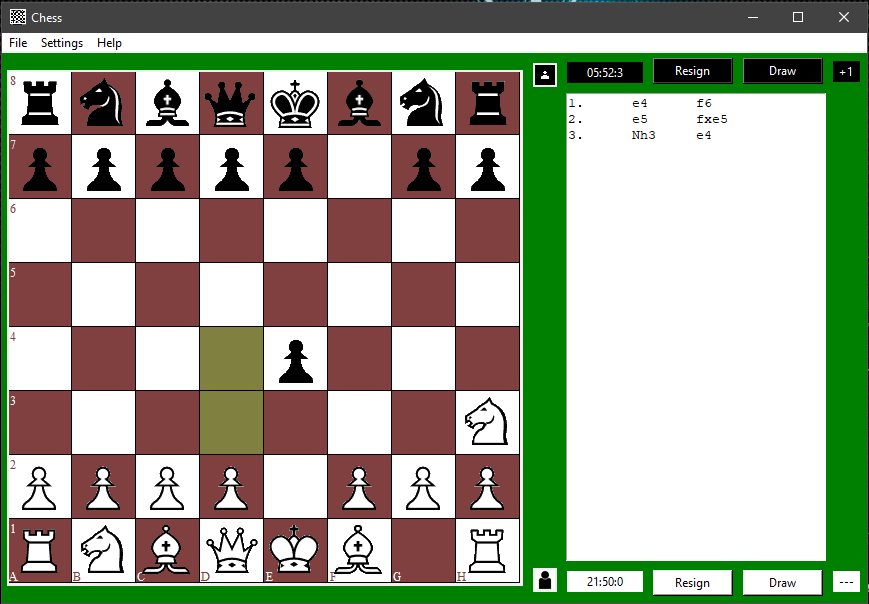 Chess
File Settings Help
05:52:3 Resign Draw +1
1. e4 f6
2. e5 fxe5
3. Nh3 e4
8
7
6
5
4
3
2
1
A B C D E F G H
21:50:0 Resign Draw ---